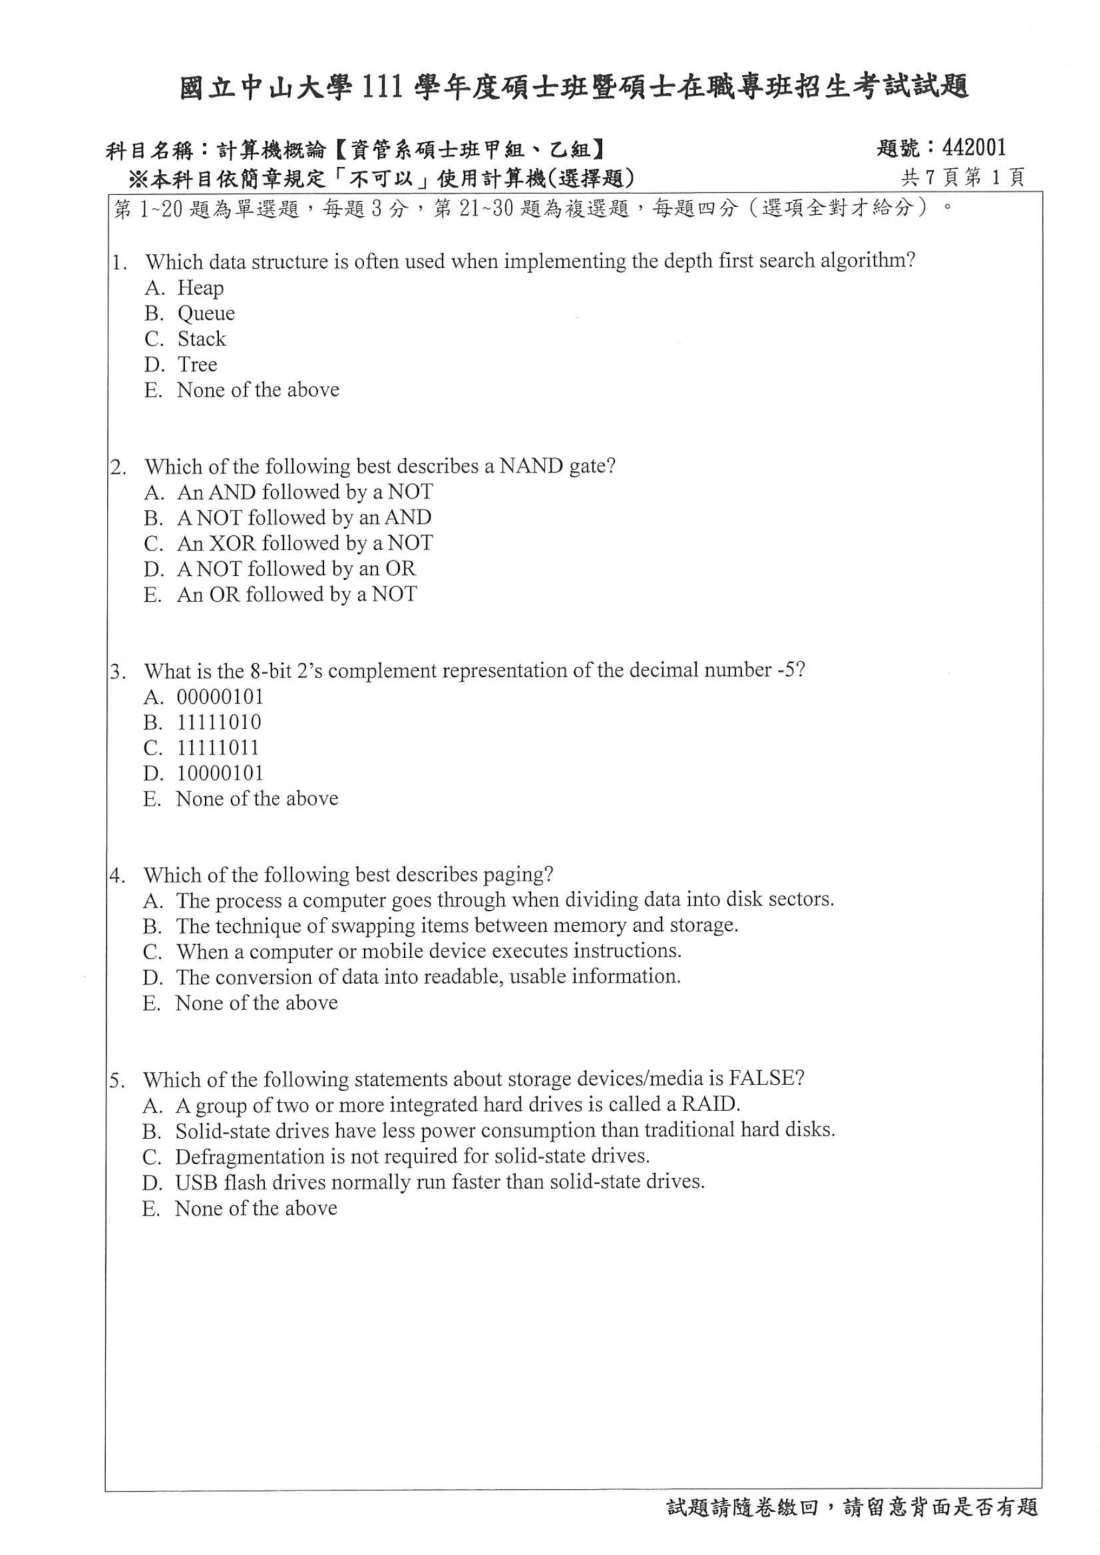 國立中山大學 111 學年度碩士班暨碩士在職專班招生考試試題
科目名稱：計算機概論【資管系碩士班甲組、乙組】
題號：442001
※本科目依簡章規定「不可以」使用計算機(選擇題)
共 7 頁第 1 頁
第 1~20 題為單選題，每題 3 分，第 21~30 題為複選題，每題四分（選項全對才給分）。
1. Which data structure is often used when implementing the depth first search algorithm?
A. Heap
B. Queue
C. Stack
D. Tree
E. None of the above
2. Which of the following best describes a NAND gate?
A. An AND followed by a NOT
B. A NOT followed by an AND
C. An XOR followed by a NOT
D. A NOT followed by an OR
E. An OR followed by a NOT
3. What is the 8-bit 2's complement representation of the decimal number -5?
A. 00000101
B. 11111010
C. 11111011
D. 10000101
E. None of the above
4. Which of the following best describes paging?
A. The process a computer goes through when dividing data into disk sectors.
B. The technique of swapping items between memory and storage.
C. When a computer or mobile device executes instructions.
D. The conversion of data into readable, usable information.
E. None of the above
5. Which of the following statements about storage devices/media is FALSE?
A. A group of two or more integrated hard drives is called a RAID.
B. Solid-state drives have less power consumption than traditional hard disks.
C. Defragmentation is not required for solid-state drives.
D. USB flash drives normally run faster than solid-state drives.
E. None of the above
試題請隨卷繳回，請留意背面是否有題